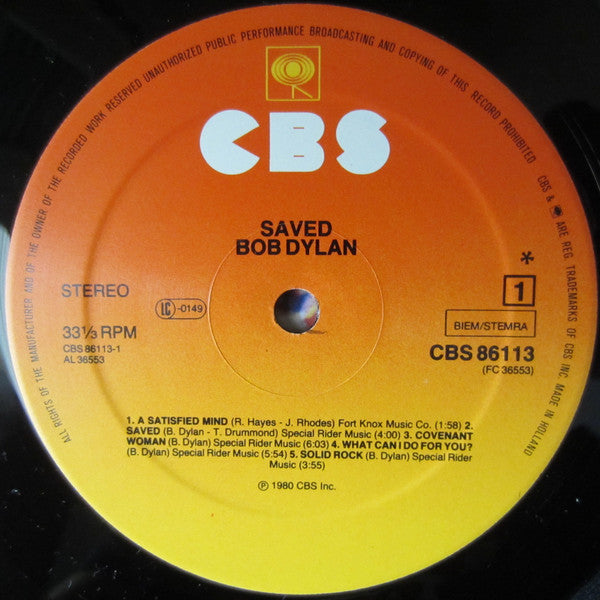 ALL RIGHTS OF THE MANUFACTURER AND OF THE OWNER OF THE RECORDED WORK RESERVED UNAUTHORIZED PUBLIC PERFORMANCE BROADCASTING AND COPYING OF THIS RECORD PROHIBITED CBS & ARE REG. TRADEMARKS OF CBS INC. MADE IN HOLLAND
CBS
SAVED
BOB DYLAN
*
STEREO
LC -0149
1
33⅓ RPM
BIEM/STEMRA
CBS 86113-1
AL 36553
CBS 86113
(FC 36553)
1. A SATISFIED MIND (R. Hayes - J. Rhodes) Fort Knox Music Co. (1:58) 2.
SAVED (B. Dylan - T. Drummond) Special Rider Music (4:00) 3. COVENANT
WOMAN (B. Dylan) Special Rider Music (6:03) 4. WHAT CAN I DO FOR YOU?
(B. Dylan) Special Rider Music (5:54) 5. SOLID ROCK (B. Dylan) Special Rider
Music (3:55)
℗ 1980 CBS Inc.